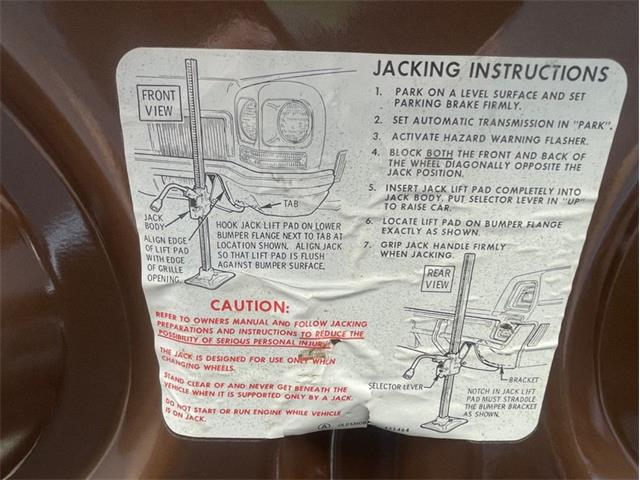 JACKING INSTRUCTIONS
1. PARK ON A LEVEL SURFACE AND SET
PARKING BRAKE FIRMLY.
2. SET AUTOMATIC TRANSMISSION IN "PARK".
3. ACTIVATE HAZARD WARNING FLASHER.
4. BLOCK BOTH THE FRONT AND BACK OF
THE WHEEL DIAGONALLY OPPOSITE THE
JACK POSITION.
5. INSERT JACK LIFT PAD COMPLETELY INTO
JACK BODY. PUT SELECTOR LEVER IN "UP"
TO RAISE CAR.
6. LOCATE LIFT PAD ON BUMPER FLANGE
EXACTLY AS SHOWN.
7. GRIP JACK HANDLE FIRMLY
WHEN JACKING.
FRONT
VIEW
TAB
JACK
BODY
ALIGN EDGE
OF LIFT PAD
WITH EDGE
OF GRILLE
OPENING.
HOOK JACK LIFT PAD ON LOWER
BUMPER FLANGE NEXT TO TAB AT
LOCATION SHOWN. ALIGN JACK
SO THAT LIFT PAD IS FLUSH
AGAINST BUMPER SURFACE.
CAUTION:
REFER TO OWNERS MANUAL AND FOLLOW JACKING
PREPARATIONS AND INSTRUCTIONS TO REDUCE THE
POSSIBILITY OF SERIOUS PERSONAL INJURY.
THE JACK IS DESIGNED FOR USE ONLY WHEN
CHANGING WHEELS.
STAND CLEAR OF AND NEVER GET BENEATH THE
VEHICLE WHEN IT IS SUPPORTED ONLY BY A JACK.
DO NOT START OR RUN ENGINE WHILE VEHICLE
IS ON JACK.
REAR
VIEW
SELECTOR LEVER
BRACKET
NOTCH IN JACK LIFT
PAD MUST STRADDLE
THE BUMPER BRACKET
AS SHOWN.
A